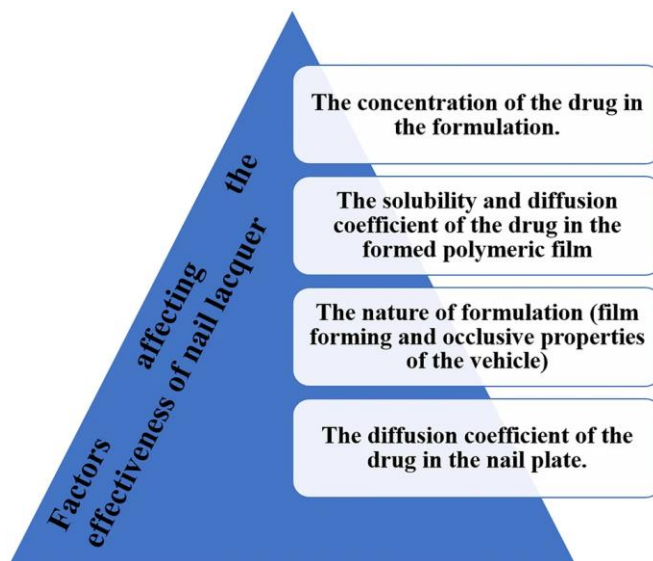 Factors affecting the
effectiveness of nail lacquer
The concentration of the drug in
the formulation.
The solubility and diffusion
coefficient of the drug in the
formed polymeric film
The nature of formulation (film
forming and occlusive properties
of the vehicle)
The diffusion coefficient of the
drug in the nail plate.